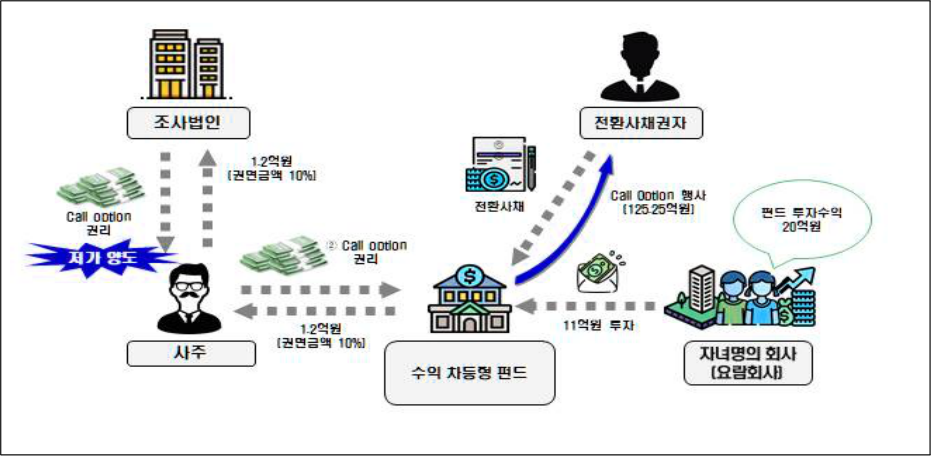 조사법인
전환사채권자
1.2억원
(권면금액 10%)
Call option
권리
저가 양도
전환사채
Call Option 행사
(125.25억원)
펀드 투자수익
20억원
② Call option
권리
1.2억원
(권면금액 10%)
11억원 투자
사주
수익 차등형 펀드
자녀명의 회사
(요람회사)